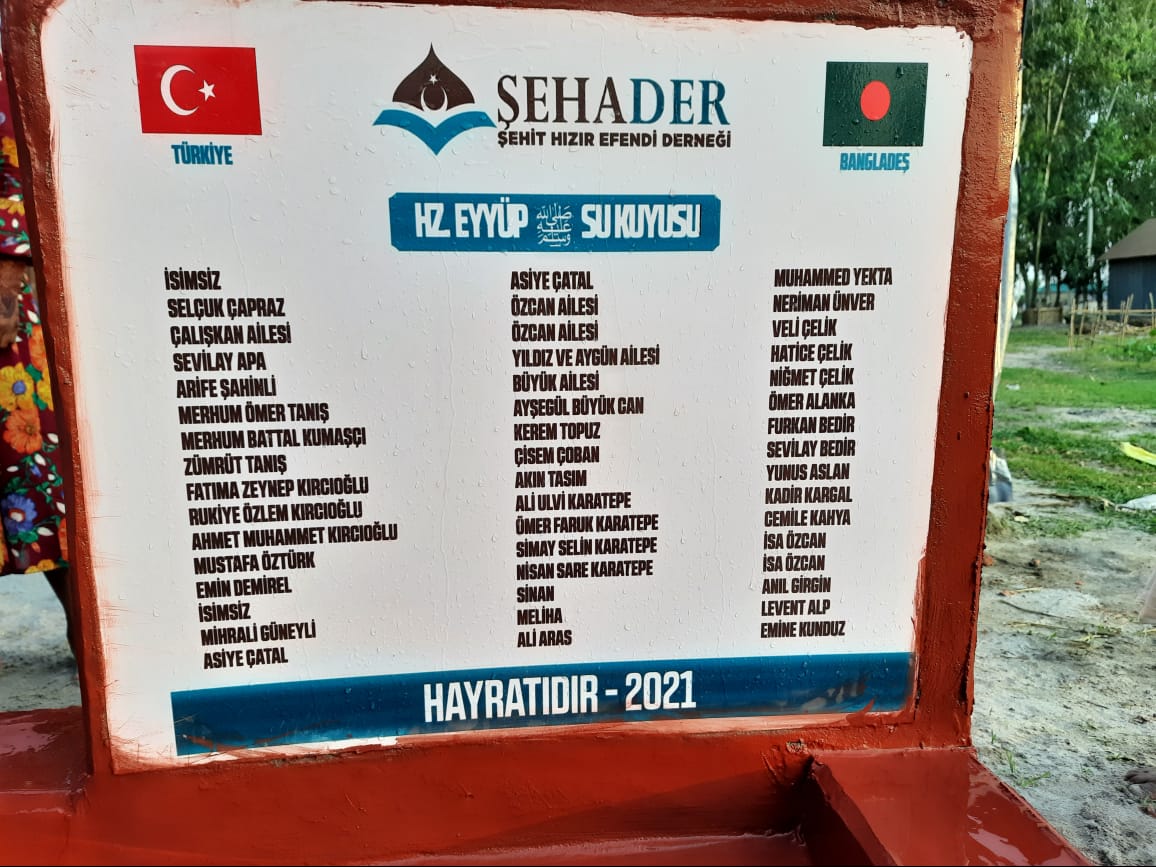 TÜRKİYE
ŞEHADER
ŞEHİT HIZIR EFENDİ DERNEĞİ
BANGLADEŞ
HZ. EYYÜP ﷺ SU KUYUSU
İSİMSİZ
SELÇUK ÇAPRAZ
ÇALIŞKAN AİLESİ
SEVİLAY APA
ARİFE ŞAHİNLİ
MERHUM ÖMER TANIŞ
MERHUM BATTAL KUMAŞÇI
ZÜMRÜT TANIŞ
FATIMA ZEYNEP KIRCIOĞLU
RUKİYE ÖZLEM KIRCIOĞLU
AHMET MUHAMMET KIRCIOĞLU
MUSTAFA ÖZTÜRK
EMİN DEMİREL
İSİMSİZ
MİHRALİ GÜNEYLİ
ASİYE ÇATAL
ASİYE ÇATAL
ÖZCAN AİLESİ
ÖZCAN AİLESİ
YILDIZ VE AYGÜN AİLESİ
BÜYÜK AİLESİ
AYŞEGÜL BÜYÜK CAN
KEREM TOPUZ
ÇİSEM ÇOBAN
AKIN TASIM
ALİ ULVİ KARATEPE
ÖMER FARUK KARATEPE
SİMAY SELİN KARATEPE
NİSAN SARE KARATEPE
SİNAN
MELİHA
ALİ ARAS
MUHAMMED YEKTA
NERİMAN ÜNVER
VELİ ÇELİK
HATİCE ÇELİK
NİĞMET ÇELİK
ÖMER ALANKA
FURKAN BEDİR
SEVİLAY BEDİR
YUNUS ASLAN
KADİR KARGAL
CEMİLE KAHYA
İSA ÖZCAN
İSA ÖZCAN
ANIL GİRGİN
LEVENT ALP
EMİNE KUNDUZ
HAYRATIDIR - 2021